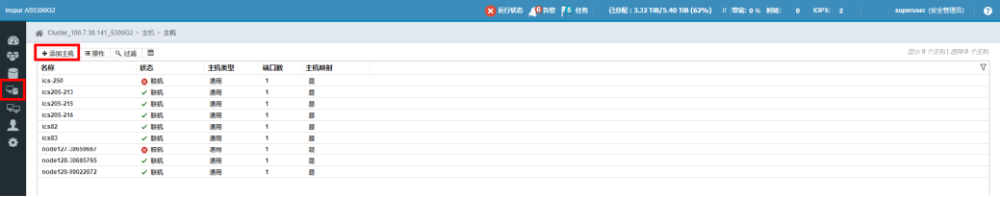 Inspur AS5300G2 运行状态 6 告警 5 任务 已分配：3.32 TiB/5.40 TiB (62%) 带宽: 0 % 时延: 0 IOPS: 2 superuser (安全管理员) ?
Cluster_100.7.38.141_5300G2 > 主机 > 主机
+ 添加主机 操作 过滤 显示 9 个主机 | 选择 0 个主机
名称 状态 主机类型 端口数 主机映射
ics-250 脱机 通用 1 是
ics205-213 联机 通用 1 是
ics205-215 联机 通用 1 是
ics205-216 联机 通用 1 是
ics82 联机 通用 1 是
ics83 联机 通用 1 是
node127-38659667 脱机 通用 1 是
node128-30685765 联机 通用 1 是
node129-99022072 联机 通用 1 是